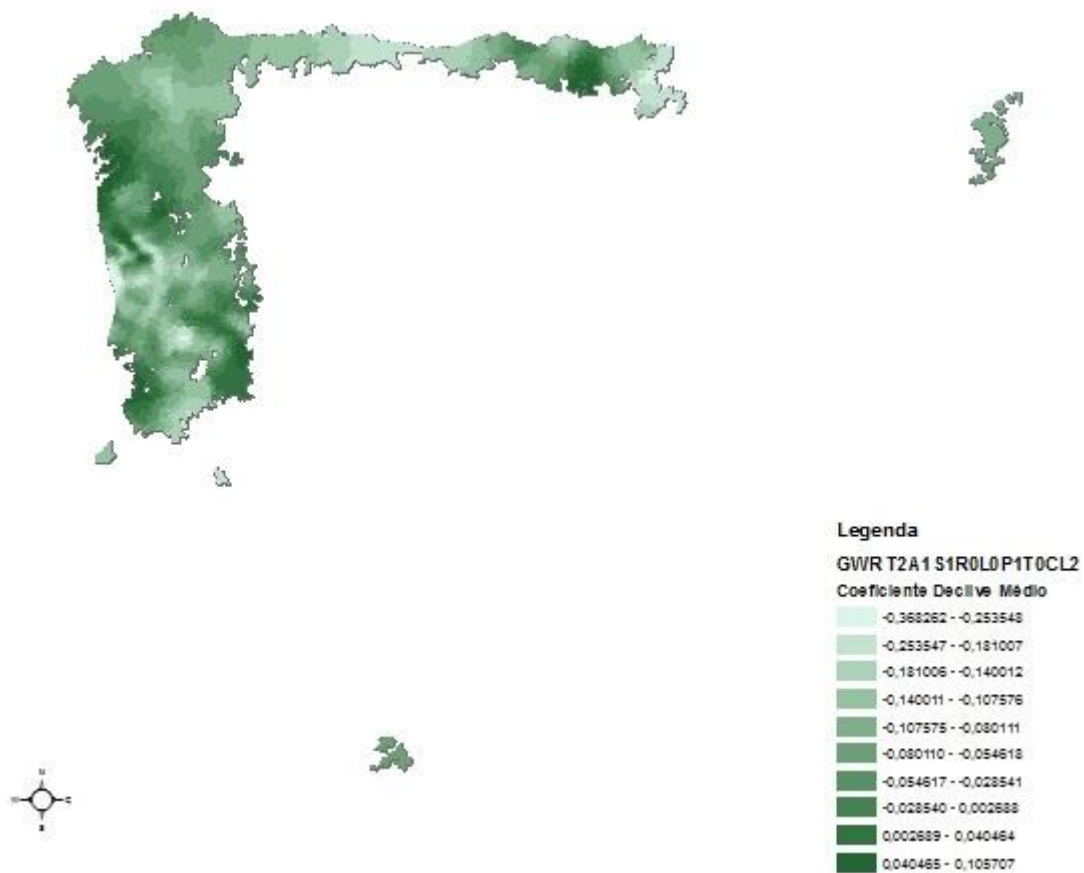 Legenda
GWR T2A1S1R0L0P1T0CL2
Coeficiente Declive Médio
-0,368262 - -0,253548
-0,253547 - -0,181007
-0,181006 - -0,140012
-0,140011 - -0,107576
-0,107575 - -0,080111
-0,080110 - -0,054618
-0,054617 - -0,028541
-0,028540 - 0,002688
0,002689 - 0,040464
0,040465 - 0,105707